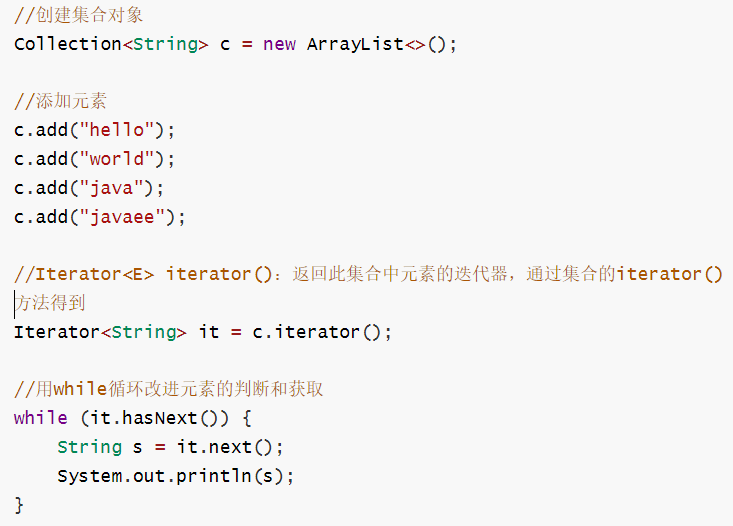 //创建集合对象
Collection<String> c = new ArrayList<>();
//添加元素
c.add("hello");
c.add("world");
c.add("java");
c.add("javaee");
//Iterator<E> iterator()：返回此集合中元素的迭代器，通过集合的iterator()
方法得到
Iterator<String> it = c.iterator();
//用while循环改进元素的判断和获取
while (it.hasNext()) {
    String s = it.next();
    System.out.println(s);
}